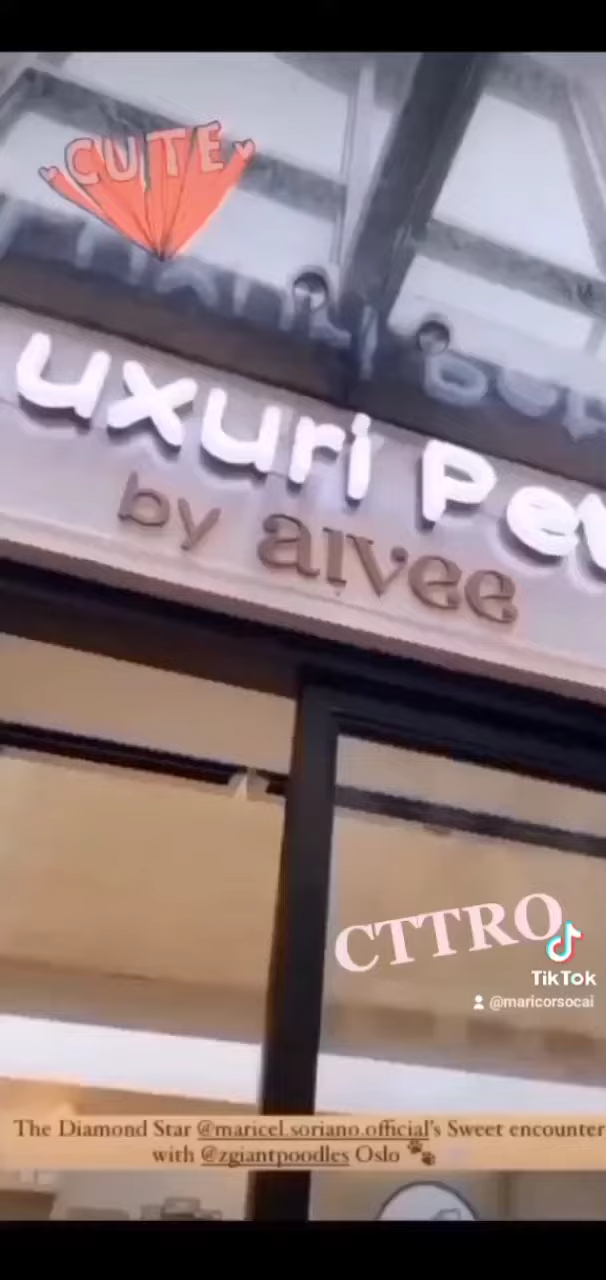 CUTE
uxuri Pe
by aivee
CTTRO
TikTok
@maricorsocai
The Diamond Star @maricel.soriano.official's Sweet encounter
with @zgiantpoodles Oslo